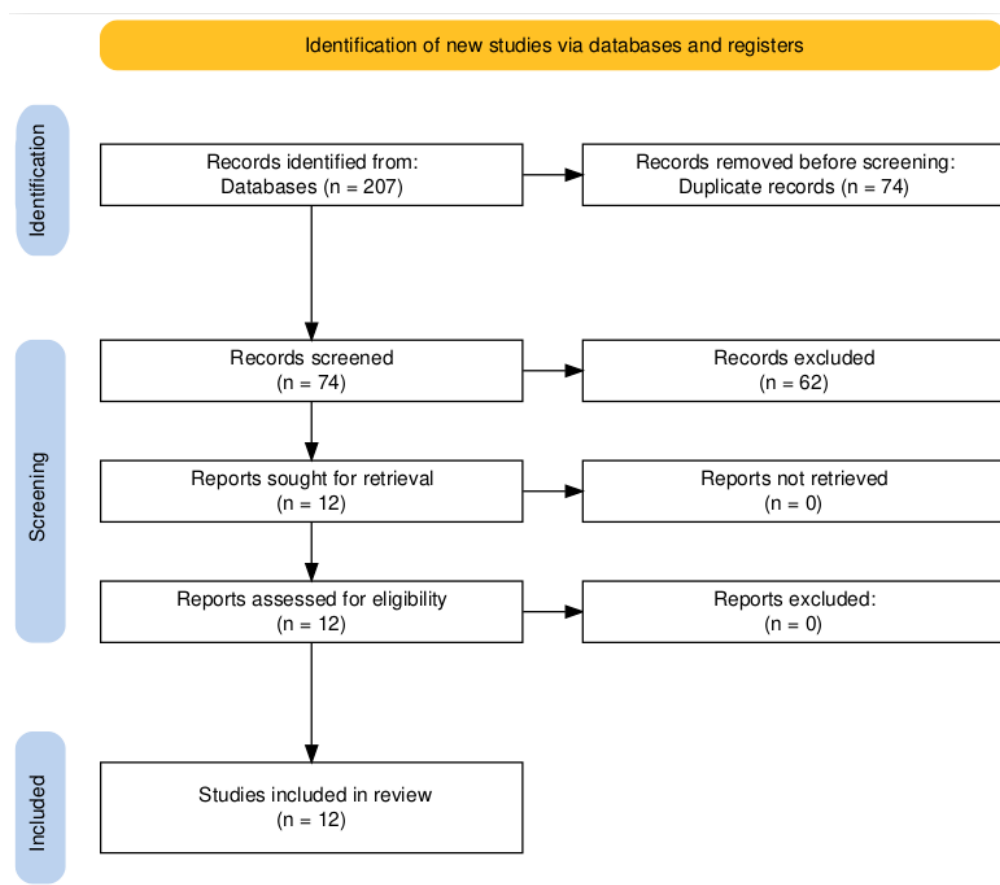 Identification of new studies via databases and registers
Identification
Records identified from:
Databases (n = 207)
Records removed before screening:
Duplicate records (n = 74)
Screening
Records screened
(n = 74)
Records excluded
(n = 62)
Reports sought for retrieval
(n = 12)
Reports not retrieved
(n = 0)
Reports assessed for eligibility
(n = 12)
Reports excluded:
(n = 0)
Included
Studies included in review
(n = 12)